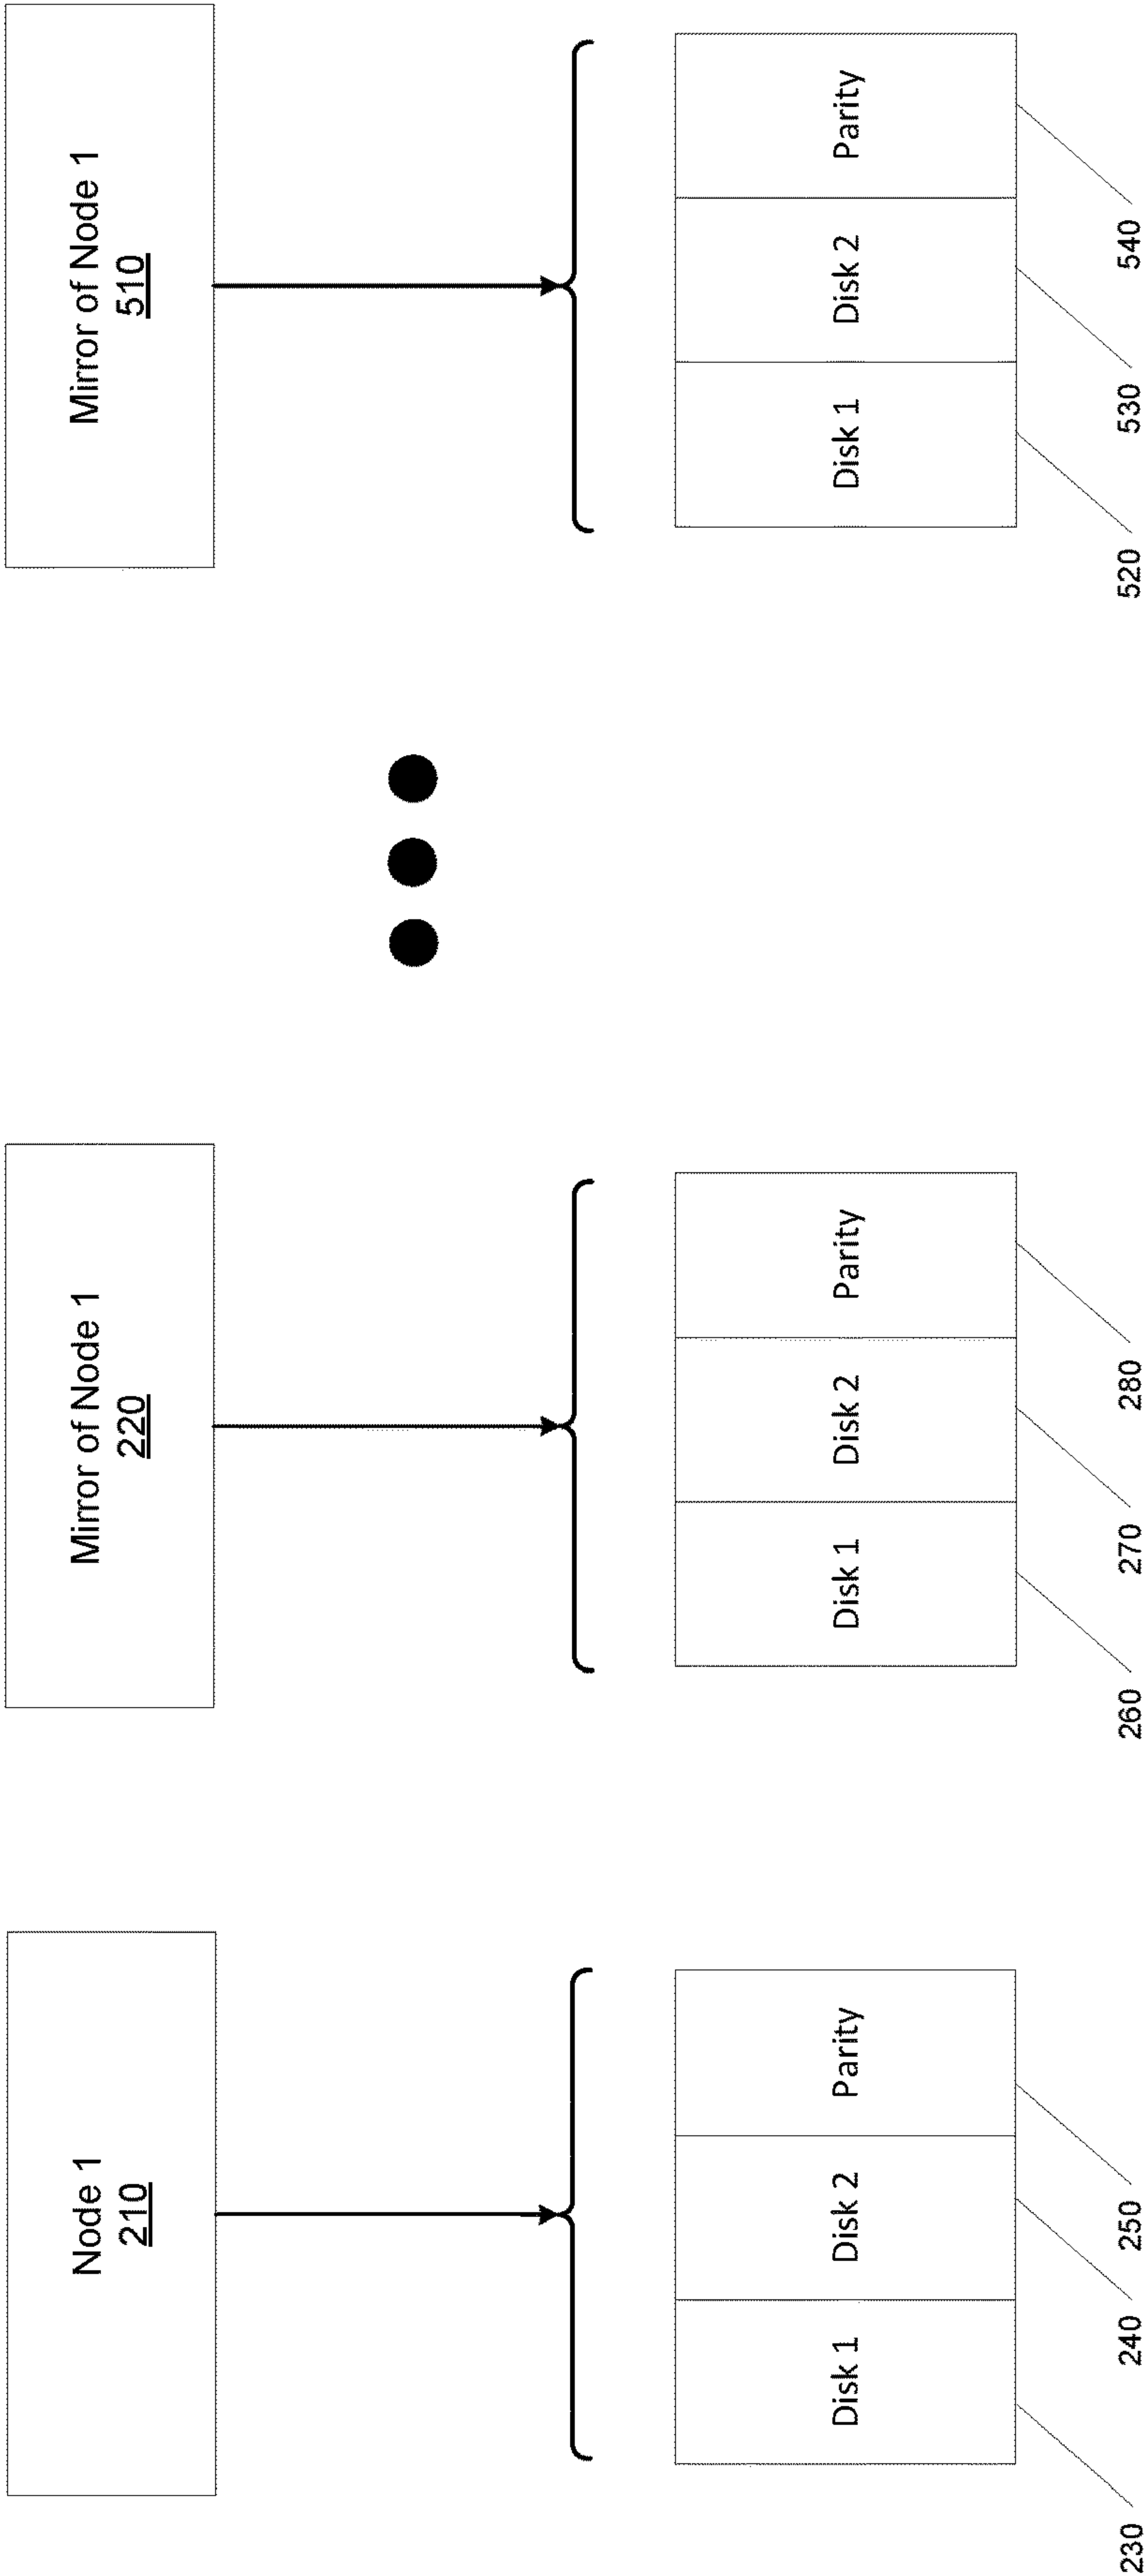 Node 1
210
Mirror of Node 1
220
Mirror of Node 1
510
Disk 1
Disk 2
Parity
Disk 1
Disk 2
Parity
Disk 1
Disk 2
Parity
230
240
250
260
270
280
520
530
540